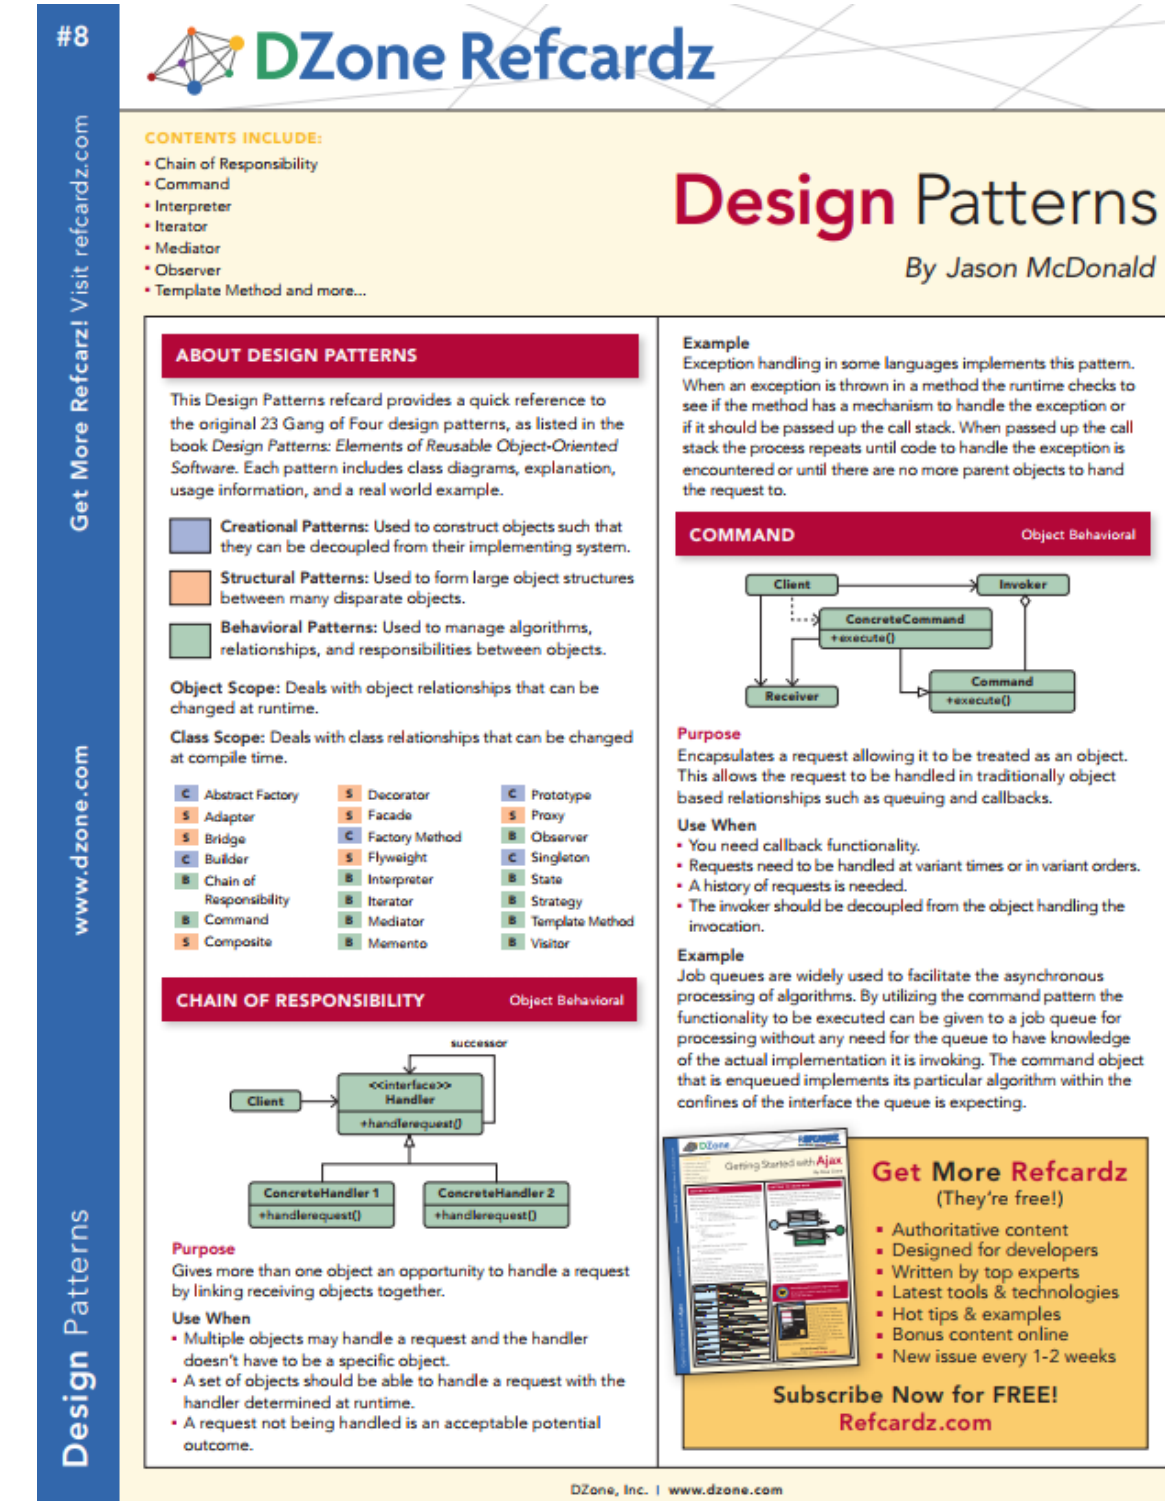 #8
Get More Refcarz! Visit refcardz.com
www.dzone.com
Design Patterns
DZone Refcardz
CONTENTS INCLUDE:
▪ Chain of Responsibility
▪ Command
▪ Interpreter
▪ Iterator
▪ Mediator
▪ Observer
▪ Template Method and more...
Design Patterns
By Jason McDonald
ABOUT DESIGN PATTERNS
This Design Patterns refcard provides a quick reference to
the original 23 Gang of Four design patterns, as listed in the
book Design Patterns: Elements of Reusable Object-Oriented
Software. Each pattern includes class diagrams, explanation,
usage information, and a real world example.
Creational Patterns: Used to construct objects such that
they can be decoupled from their implementing system.
Structural Patterns: Used to form large object structures
between many disparate objects.
Behavioral Patterns: Used to manage algorithms,
relationships, and responsibilities between objects.
Object Scope: Deals with object relationships that can be
changed at runtime.
Class Scope: Deals with class relationships that can be changed
at compile time.
C Abstract Factory
S Adapter
S Bridge
C Builder
B Chain of
Responsibility
B Command
S Composite
S Decorator
S Facade
C Factory Method
S Flyweight
B Interpreter
B Iterator
B Mediator
B Memento
C Prototype
S Proxy
B Observer
C Singleton
B State
B Strategy
B Template Method
B Visitor
CHAIN OF RESPONSIBILITY Object Behavioral
successor
Client
<<interface>>
Handler
+handlerequest()
ConcreteHandler 1
+handlerequest()
ConcreteHandler 2
+handlerequest()
Purpose
Gives more than one object an opportunity to handle a request
by linking receiving objects together.
Use When
▪ Multiple objects may handle a request and the handler
doesn't have to be a specific object.
▪ A set of objects should be able to handle a request with the
handler determined at runtime.
▪ A request not being handled is an acceptable potential
outcome.
Example
Exception handling in some languages implements this pattern.
When an exception is thrown in a method the runtime checks to
see if the method has a mechanism to handle the exception or
if it should be passed up the call stack. When passed up the call
stack the process repeats until code to handle the exception is
encountered or until there are no more parent objects to hand
the request to.
COMMAND Object Behavioral
Client
Invoker
ConcreteCommand
+execute()
Receiver
Command
+execute()
Purpose
Encapsulates a request allowing it to be treated as an object.
This allows the request to be handled in traditionally object
based relationships such as queuing and callbacks.
Use When
▪ You need callback functionality.
▪ Requests need to be handled at variant times or in variant orders.
▪ A history of requests is needed.
▪ The invoker should be decoupled from the object handling the
invocation.
Example
Job queues are widely used to facilitate the asynchronous
processing of algorithms. By utilizing the command pattern the
functionality to be executed can be given to a job queue for
processing without any need for the queue to have knowledge
of the actual implementation it is invoking. The command object
that is enqueued implements its particular algorithm within the
confines of the interface the queue is expecting.
DZone
Getting Started with Ajax
Get More Refcardz
(They're free!)
▪ Authoritative content
▪ Designed for developers
▪ Written by top experts
▪ Latest tools & technologies
▪ Hot tips & examples
▪ Bonus content online
▪ New issue every 1-2 weeks
Subscribe Now for FREE!
Refcardz.com
DZone, Inc. | www.dzone.com